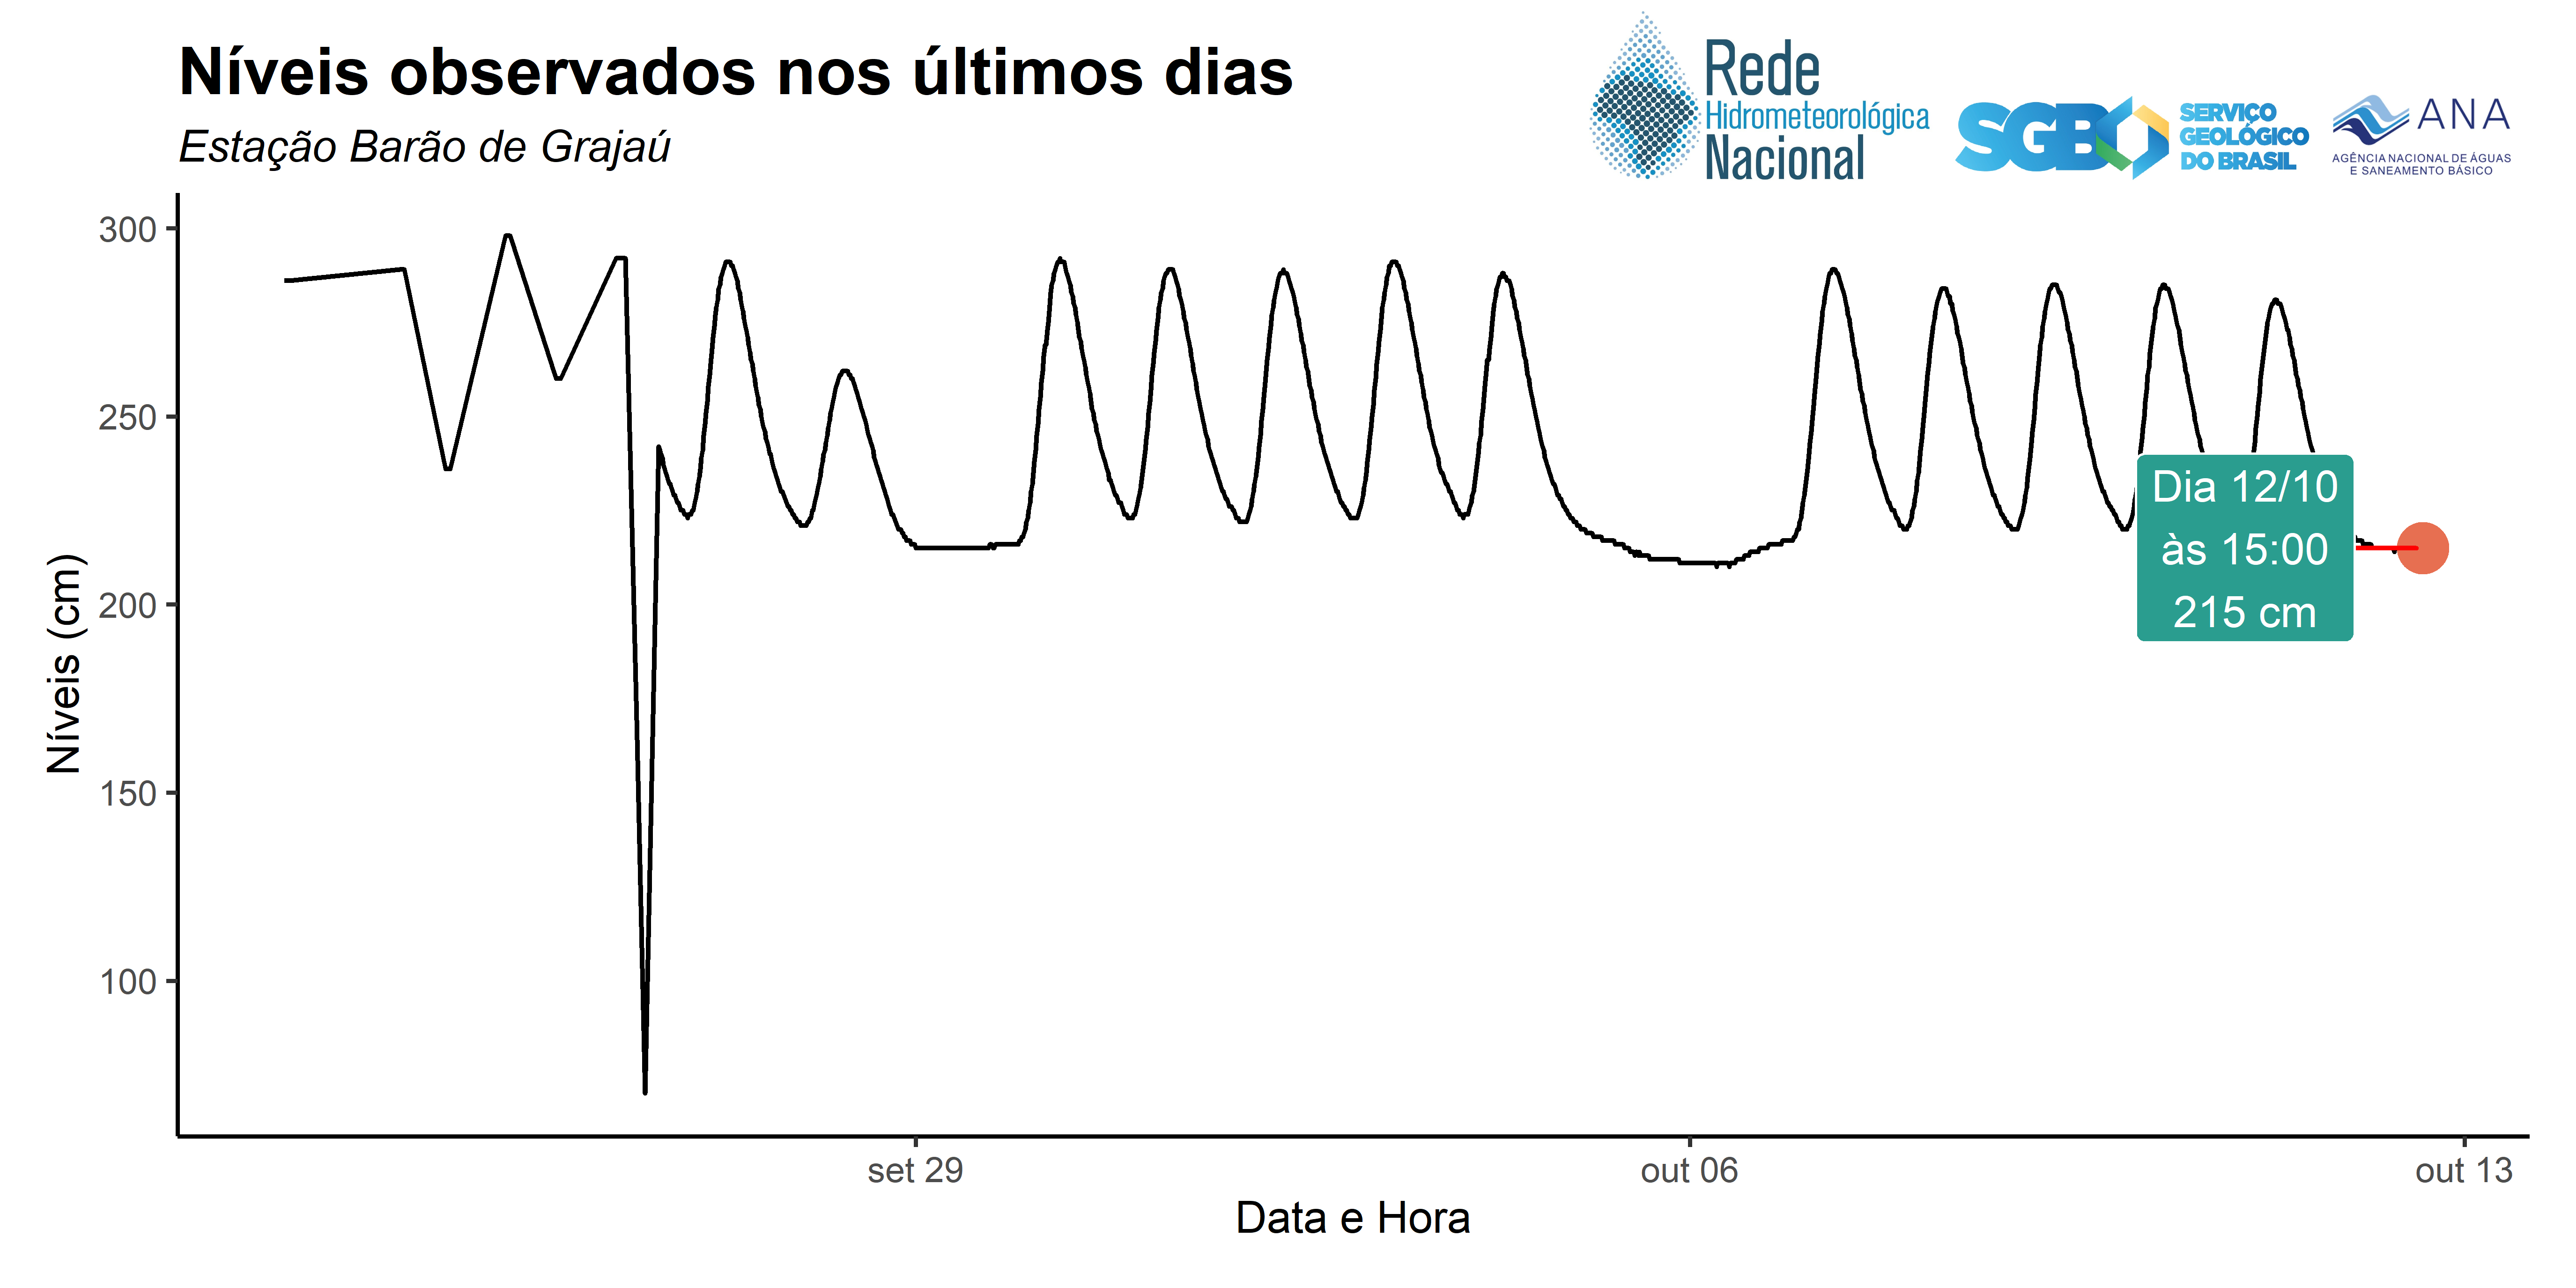 Níveis observados nos últimos dias
Estação Barão de Grajaú
Rede
Hidrometeorológica
Nacional
SGB
SERVIÇO
GEOLÓGICO
DO BRASIL
ANA
AGÊNCIA NACIONAL DE ÁGUAS
E SANEAMENTO BÁSICO
Níveis (cm)
300
250
200
150
100
Dia 12/10
às 15:00
215 cm
set 29
out 06
out 13
Data e Hora